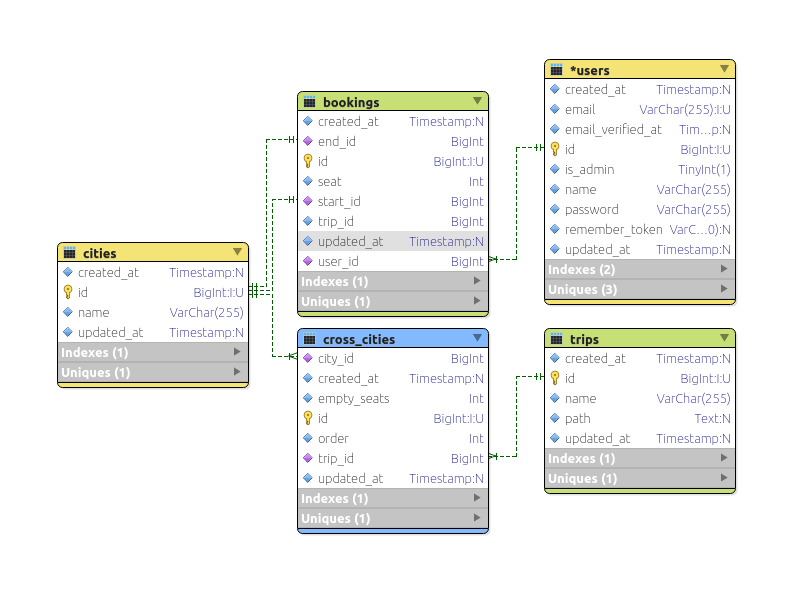 cities
created_at Timestamp:N
id BigInt:I:U
name VarChar(255)
updated_at Timestamp:N
Indexes (1)
Uniques (1)
bookings
created_at Timestamp:N
end_id BigInt
id BigInt:I:U
seat Int
start_id BigInt
trip_id BigInt
updated_at Timestamp:N
user_id BigInt
Indexes (1)
Uniques (1)
cross_cities
city_id BigInt
created_at Timestamp:N
empty_seats Int
id BigInt:I:U
order Int
trip_id BigInt
updated_at Timestamp:N
Indexes (1)
Uniques (1)
*users
created_at Timestamp:N
email VarChar(255):I:U
email_verified_at Tim...p:N
id BigInt:I:U
is_admin TinyInt(1)
name VarChar(255)
password VarChar(255)
remember_token VarC...0):N
updated_at Timestamp:N
Indexes (2)
Uniques (3)
trips
created_at Timestamp:N
id BigInt:I:U
name VarChar(255)
path Text:N
updated_at Timestamp:N
Indexes (1)
Uniques (1)